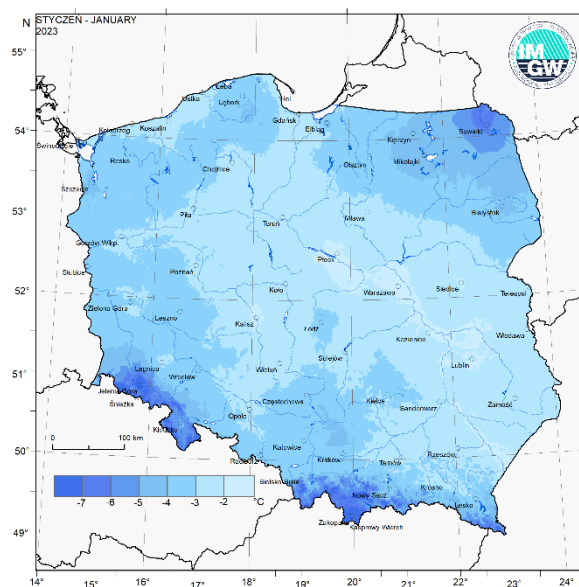 N
STYCZEŃ - JANUARY
2023
IM
GW
55°
Łeba
Ustka
Hel
Lębork
Gdańsk
54°
Kołobrzeg
Koszalin
Elbląg
Suwałki
Kętrzyn
Świnoujście
Resko
Chojnice
Olsztyn
Mikołajki
Szczecin
53°
Piła
Toruń
Mława
Białystok
Gorzów Wlkp.
Słubice
Poznań
Płock
52°
Koło
Warszawa
Siedlce
Terespol
Zielona Góra
Leszno
Kalisz
Łódź
Kozienice
Włodawa
51°
Legnica
Wrocław
Wieluń
Sulejów
Lublin
Jelenia Góra
Śnieżka
Częstochowa
Kielce
Sandomierz
Zamość
Kłodzko
Opole
50°
0
100 km
Racibórz
Katowice
Kraków
Tarnów
Rzeszów
Bielsko-Biała
Nowy Sącz
Krosno
Lesko
-7 -6 -5 -4 -3 -2 °C
Zakopane
Kasprowy Wierch
49°
14° 15° 16° 17° 18° 19° 20° 21° 22° 23° 24°